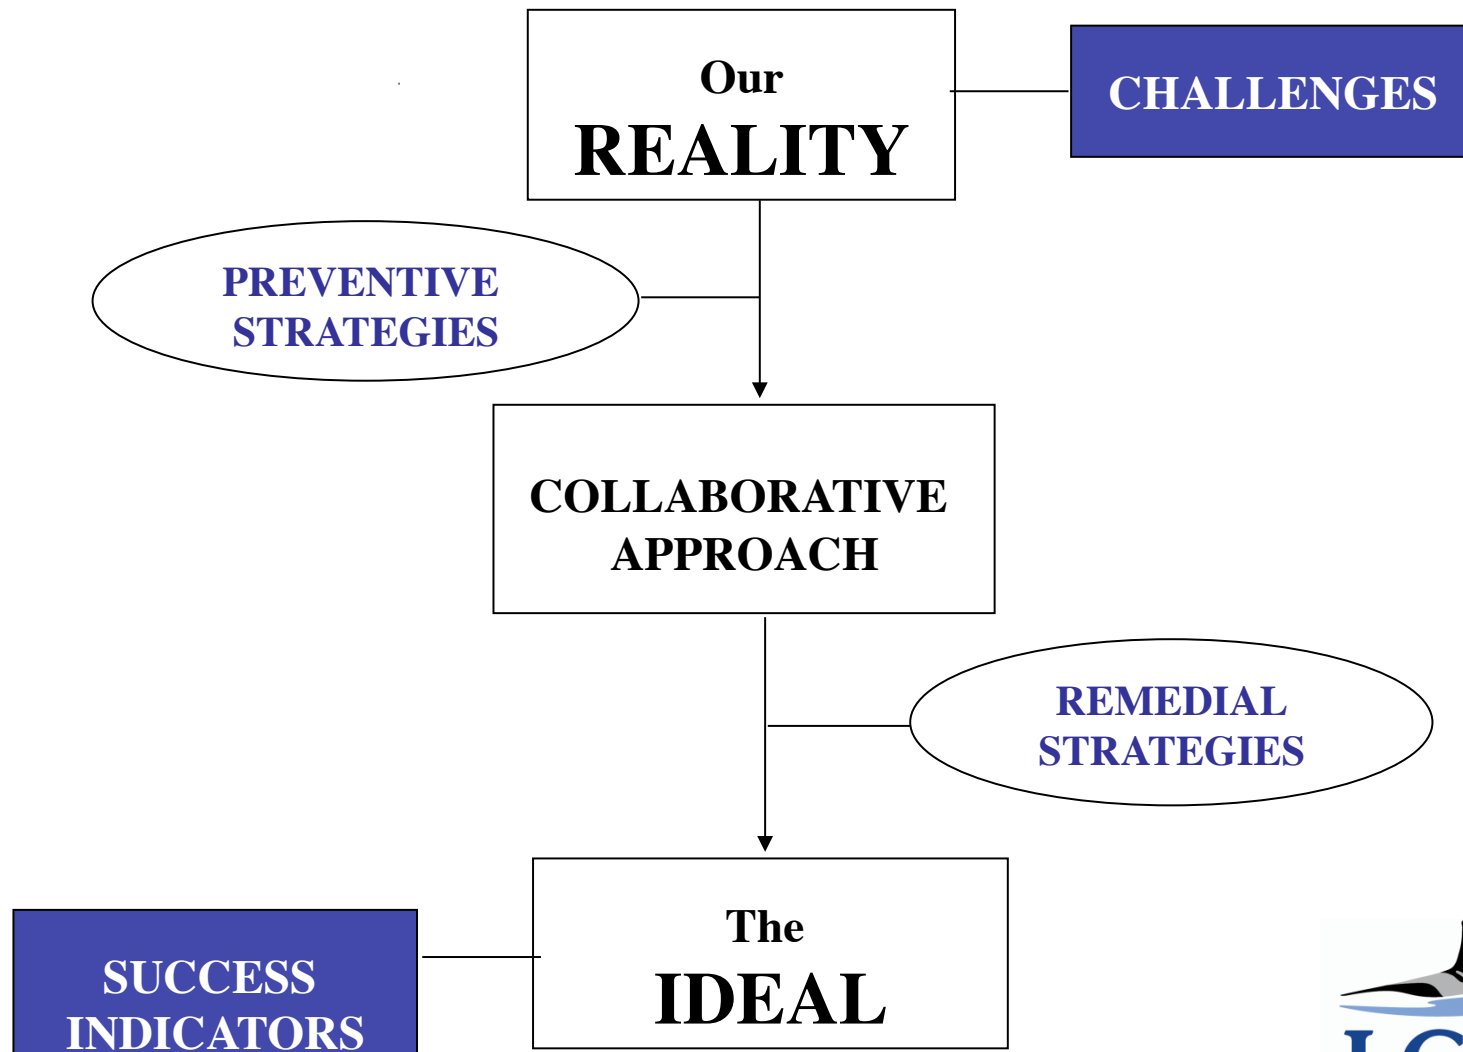 Our
REALITY
CHALLENGES
PREVENTIVE
STRATEGIES
COLLABORATIVE
APPROACH
REMEDIAL
STRATEGIES
The
IDEAL
SUCCESS
INDICATORS